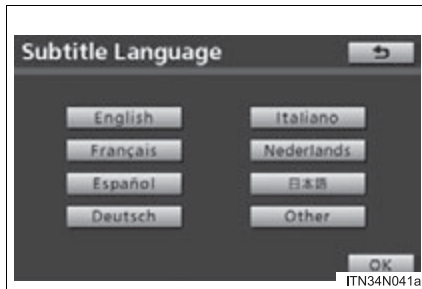 Subtitle Language
English
Italiano
Français
Nederlands
Español
日本語
Deutsch
Other
OK
ITN34N041a